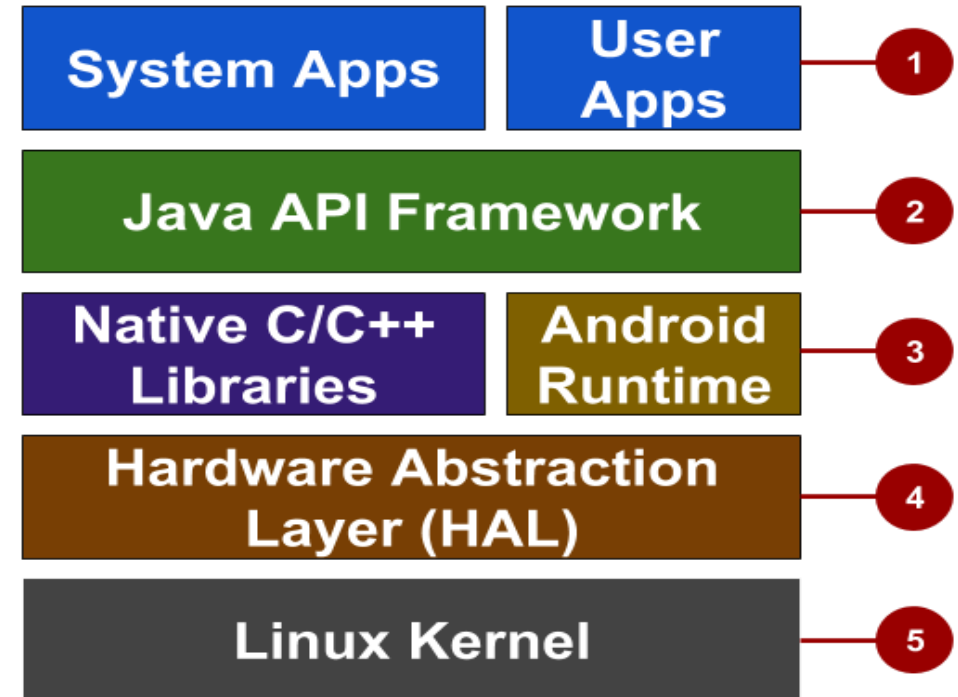 System Apps
User
Apps
1
Java API Framework
2
Native C/C++
Libraries
Android
Runtime
3
Hardware Abstraction
Layer (HAL)
4
Linux Kernel
5